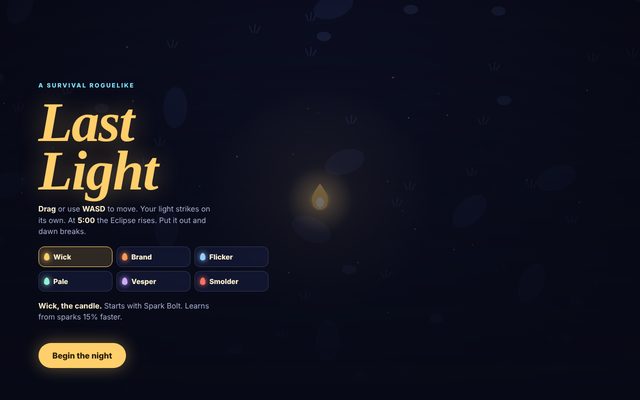 A SURVIVAL ROGUELIKE
Last
Light
Drag or use WASD to move. Your light strikes on
its own. At 5:00 the Eclipse rises. Put it out and
dawn breaks.
Wick
Brand
Flicker
Pale
Vesper
Smolder
Wick, the candle. Starts with Spark Bolt. Learns
from sparks 15% faster.
Begin the night